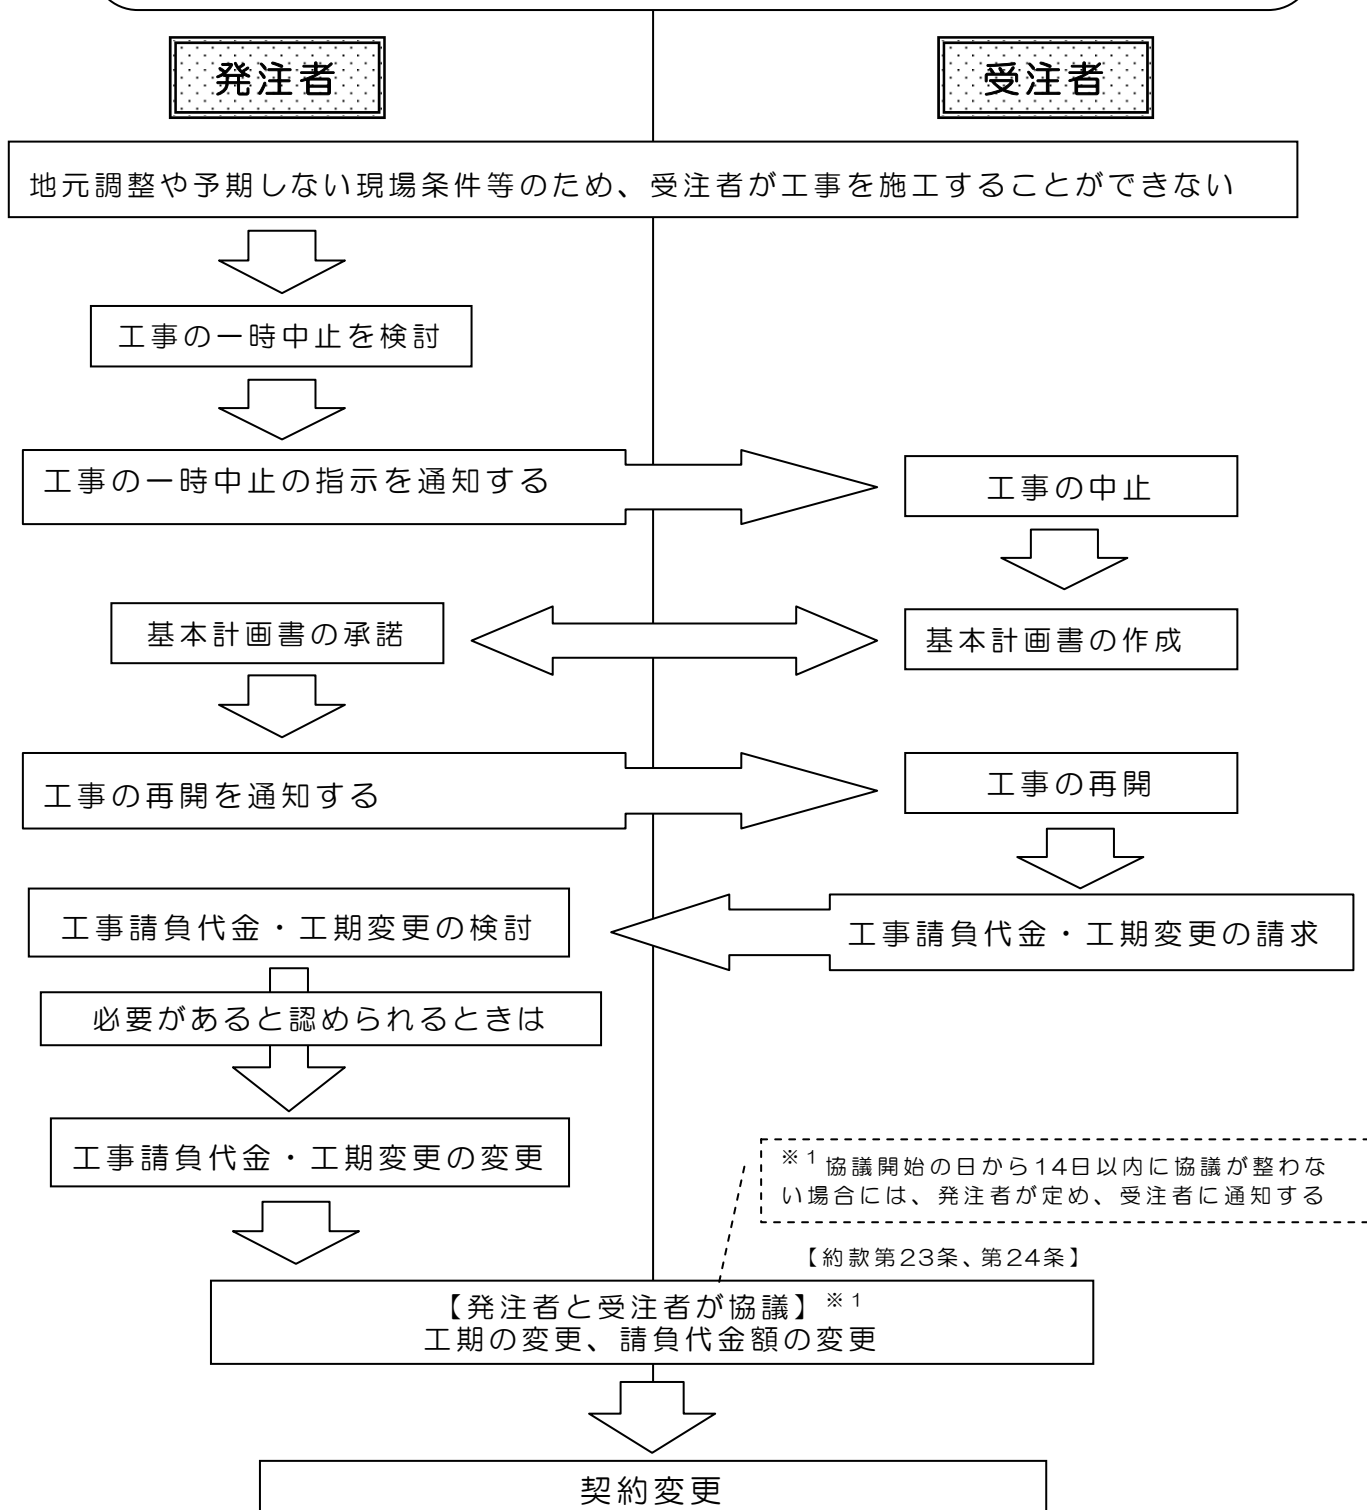 発注者
受注者
地元調整や予期しない現場条件等のため、受注者が工事を施工することができない
工事の一時中止を検討
工事の一時中止の指示を通知する
工事の中止
基本計画書の承諾
基本計画書の作成
工事の再開を通知する
工事の再開
工事請負代金・工期変更の検討
工事請負代金・工期変更の請求
必要があると認められるときは
工事請負代金・工期変更の変更
※1協議開始の日から14日以内に協議が整わな
い場合には、発注者が定め、受注者に通知する
【約款第23条、第24条】
【発注者と受注者が協議】※1
工期の変更、請負代金額の変更
契約変更